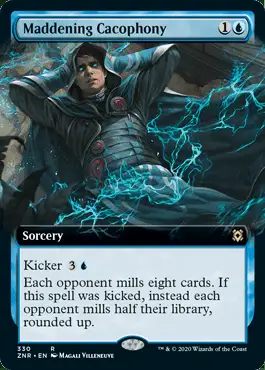 Maddening Cacophony 1
Sorcery
Kicker 3
Each opponent mills eight cards. If
this spell was kicked, instead each
opponent mills half their library,
rounded up.
330 R
ZNR • EN Magali Villeneuve
™ & © 2020 Wizards of the Coast